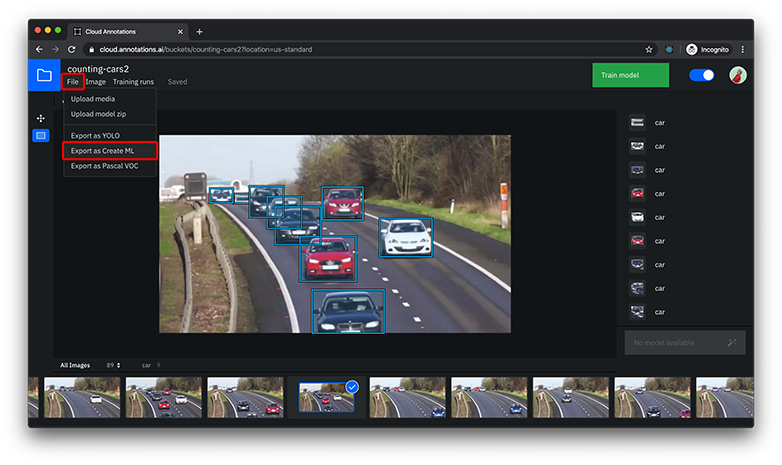 Cloud Annotations
cloud.annotations.ai/buckets/counting-cars2?location=us-standard
Incognito
counting-cars2
File Image Training runs Saved
Train model
Upload media
Upload model zip
Export as YOLO
Export as Create ML
Export as Pascal VOC
car
car
car
car
car
car
car
car
car
No model available
All Images 89 car 9